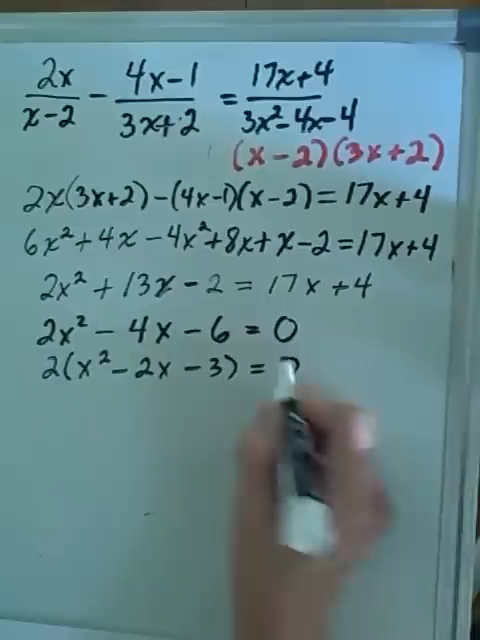 2x/(x-2) - (4x-1)/(3x+2) = (17x+4)/(3x²-4x-4)
(x-2)(3x+2)
2x(3x+2)-(4x-1)(x-2)=17x+4
6x²+4x-4x²+8x+x-2=17x+4
2x²+13x-2=17x+4
2x²-4x-6=0
2(x²-2x-3)=